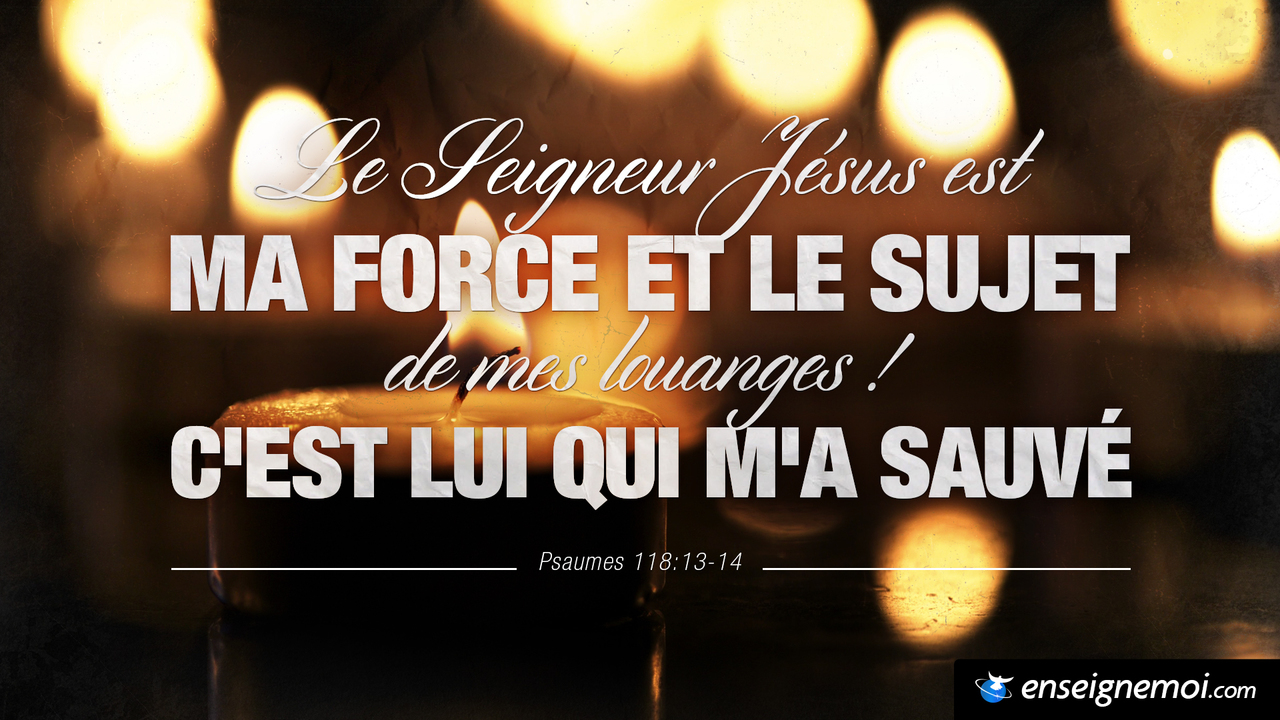 Le Seigneur Jésus est
MA FORCE ET LE SUJET
de mes louanges !
C'EST LUI QUI M'A SAUVÉ
Psaumes 118:13-14
enseignemoi.com